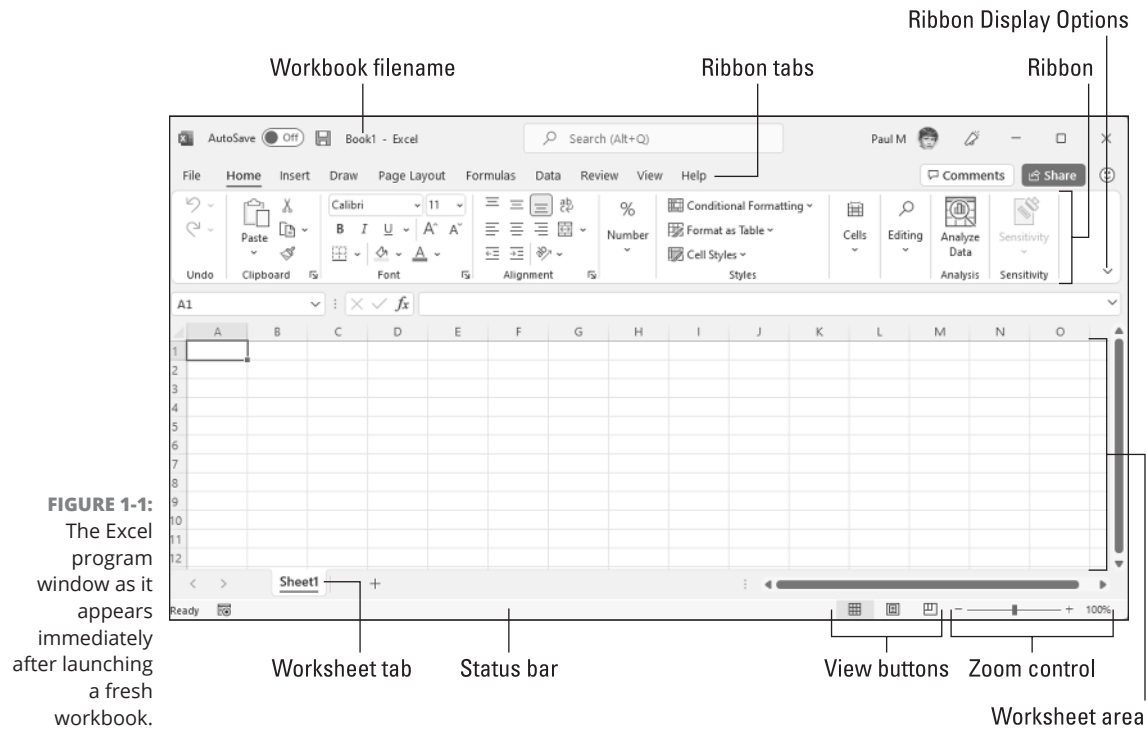 Ribbon Display Options
Workbook filename
Ribbon tabs
Ribbon
AutoSave Off Book1 - Excel Search (Alt+Q) Paul M
File Home Insert Draw Page Layout Formulas Data Review View Help Comments Share
Calibri 11
Paste
B I U A A
A
ab
% Number
Conditional Formatting
Format as Table
Cell Styles
Cells
Editing
Analyze
Data
Sensitivity
Undo Clipboard Font Alignment Styles Analysis Sensitivity
A1 fx
A B C D E F G H I J K L M N O
1
2
3
4
5
6
7
8
9
10
11
12
Sheet1 +
Ready − + 100%
FIGURE 1-1:
The Excel
program
window as it
appears
immediately
after launching
a fresh
workbook.
Worksheet tab
Status bar
View buttons
Zoom control
Worksheet area